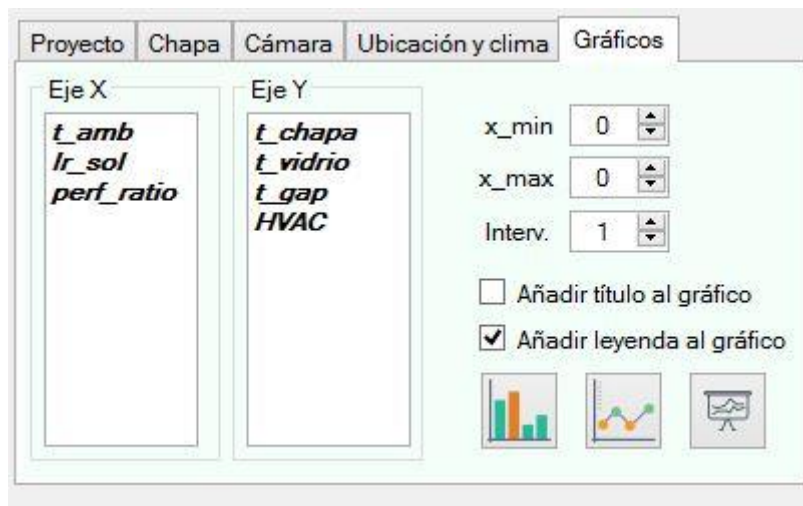 Proyecto Chapa Cámara Ubicación y clima Gráficos
Eje X
t_amb
Ir_sol
perf_ratio
Eje Y
t_chapa
t_vidrio
t_gap
HVAC
x_min 0
x_max 0
Interv. 1
Añadir título al gráfico
Añadir leyenda al gráfico